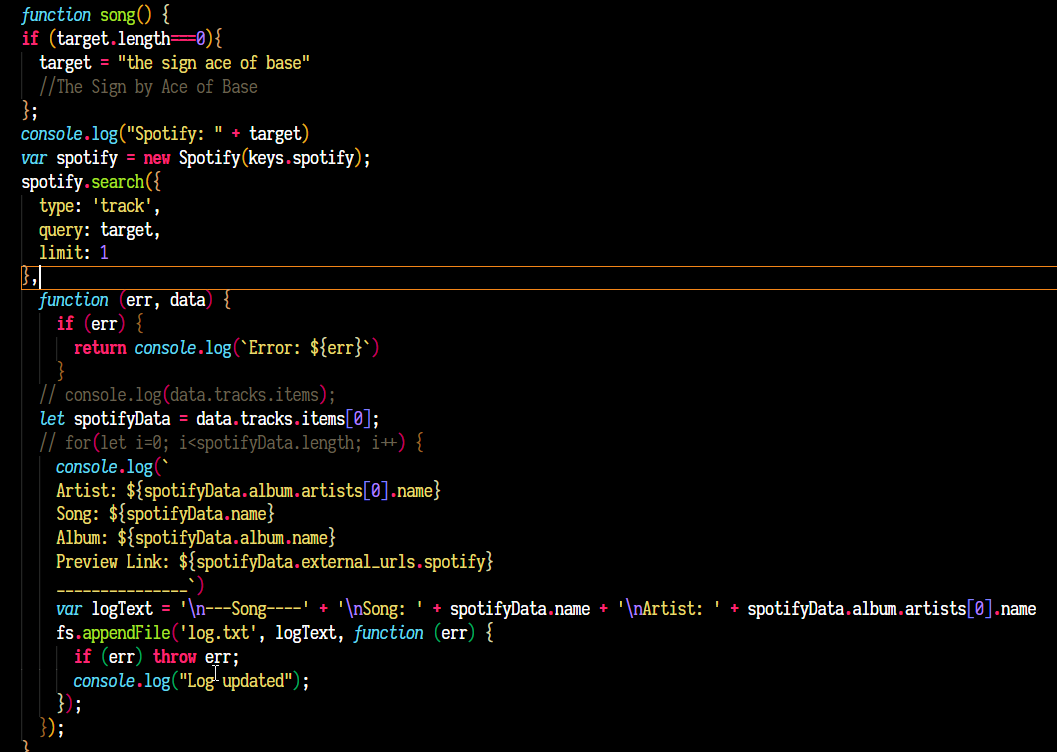 function song() {
if (target.length===0){
  target = "the sign ace of base"
  //The Sign by Ace of Base
};
console.log("Spotify: " + target)
var spotify = new Spotify(keys.spotify);
spotify.search({
  type: 'track',
  query: target,
  limit: 1
},
  function (err, data) {
    if (err) {
      return console.log(`Error: ${err}`)
    }
  // console.log(data.tracks.items);
  let spotifyData = data.tracks.items[0];
  // for(let i=0; i<spotifyData.length; i++) {
    console.log(`
    Artist: ${spotifyData.album.artists[0].name}
    Song: ${spotifyData.name}
    Album: ${spotifyData.album.name}
    Preview Link: ${spotifyData.external_urls.spotify}
    _______________`)
    var logText = '\n---Song----' + '\nSong: ' + spotifyData.name + '\nArtist: ' + spotifyData.album.artists[0].name
    fs.appendFile('log.txt', logText, function (err) {
      if (err) throw err;
      console.log("Log updated");
    });
  });
}